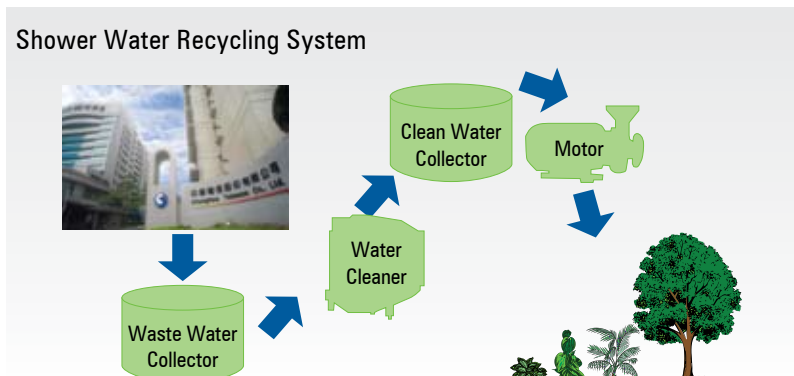 Shower Water Recycling System
Clean Water
Collector
Motor
Water
Cleaner
Waste Water
Collector